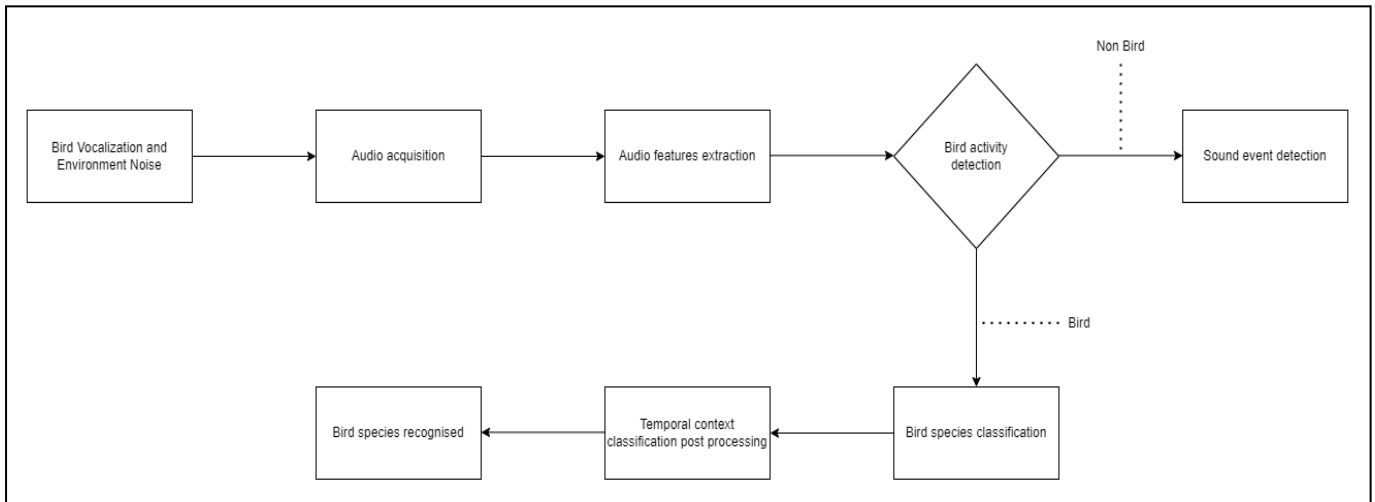 Non Bird
Bird Vocalization and
Environment Noise
Audio acquisition
Audio features extraction
Bird activity
detection
Sound event detection
Bird
Bird species recognised
Temporal context
classification post processing
Bird species classification